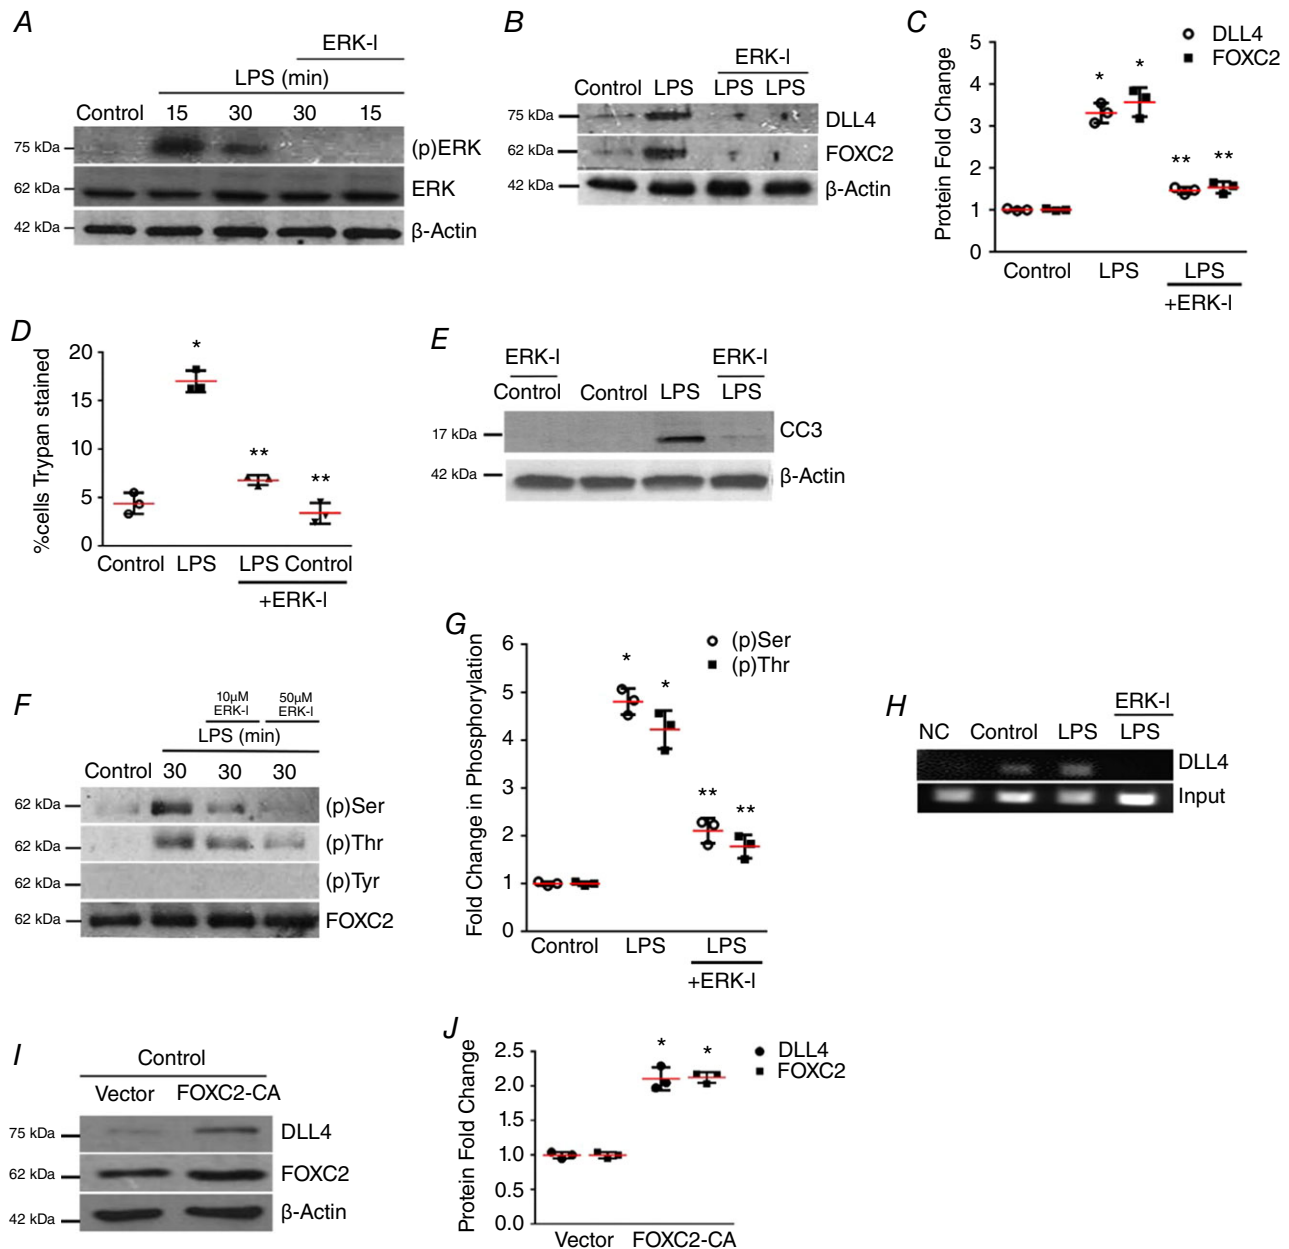 A
ERK-I
LPS (min)
Control 15 30 30 15
75 kDa (p)ERK
62 kDa ERK
42 kDa β-Actin
B
ERK-I
Control LPS LPS LPS
75 kDa DLL4
62 kDa FOXC2
42 kDa β-Actin
C
DLL4
FOXC2
Protein Fold Change
5
4
3
2
1
0
* *
** **
Control LPS LPS
+ERK-I
D
%cells Trypan stained
20
15
10
5
0
*
** **
Control LPS LPS Control
+ERK-I
E
ERK-I ERK-I
Control Control LPS LPS
17 kDa CC3
42 kDa β-Actin
F
10µM 50µM
ERK-I ERK-I
LPS (min)
Control 30 30 30
62 kDa (p)Ser
62 kDa (p)Thr
62 kDa (p)Tyr
62 kDa FOXC2
G
(p)Ser
(p)Thr
Fold Change in Phosphorylation
6
5
4
3
2
1
0
* *
** **
Control LPS LPS
+ERK-I
H
ERK-I
NC Control LPS LPS
DLL4
Input
I
Control
Vector FOXC2-CA
75 kDa DLL4
62 kDa FOXC2
42 kDa β-Actin
J
DLL4
FOXC2
Protein Fold Change
2.5
2.0
1.5
1.0
0.5
0.0
* *
Vector FOXC2-CA